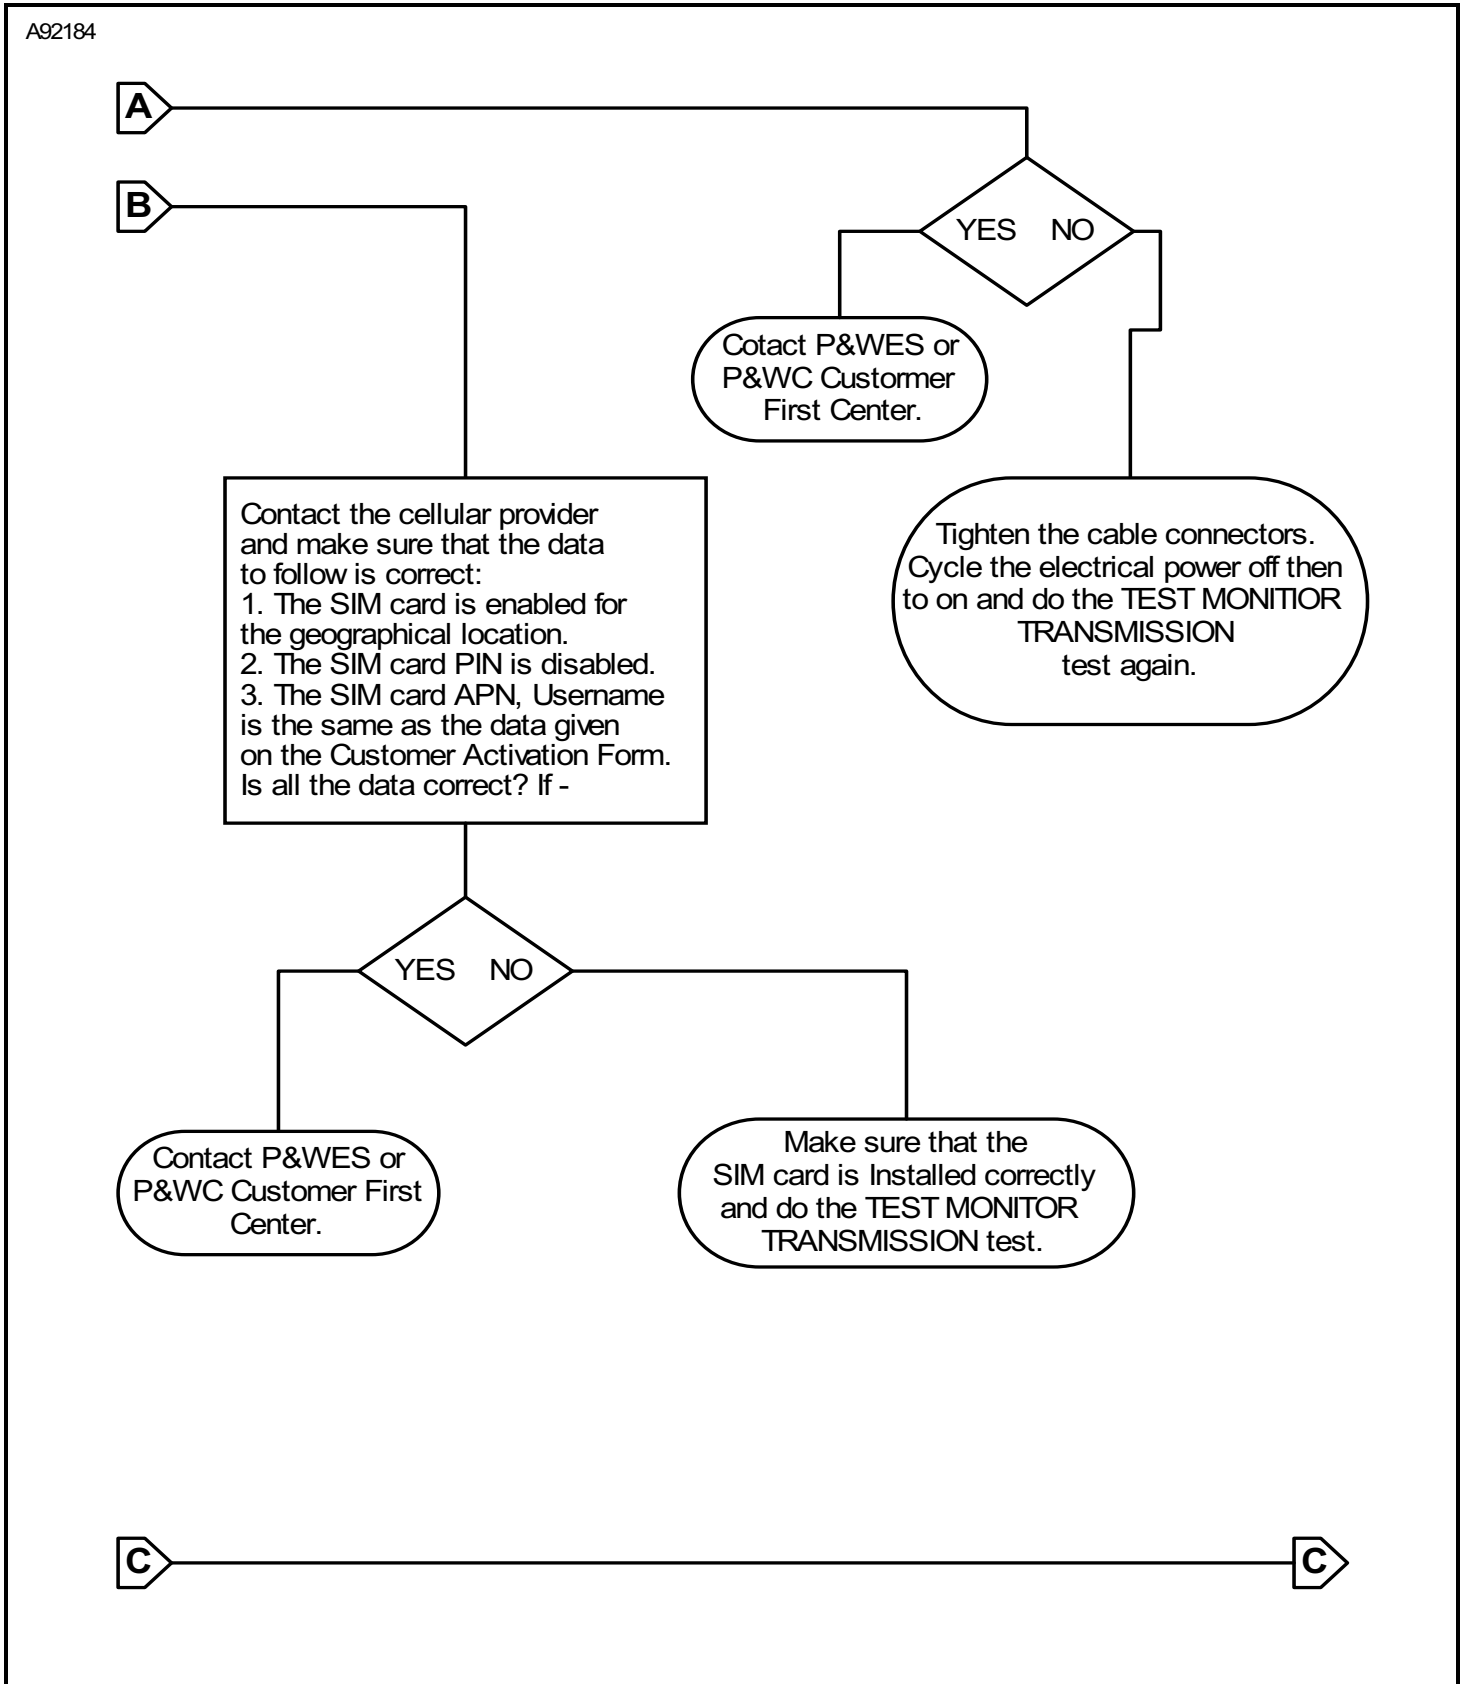 A92184
A
B
YES NO
Cotact P&WES or
P&WC Custormer
First Center.
Contact the cellular provider
and make sure that the data
to follow is correct:
1. The SIM card is enabled for
the geographical location.
2. The SIM card PIN is disabled.
3. The SIM card APN, Username
is the same as the data given
on the Customer Activation Form.
Is all the data correct? If -
Tighten the cable connectors.
Cycle the electrical power off then
to on and do the TEST MONITIOR
TRANSMISSION
test again.
YES NO
Contact P&WES or
P&WC Customer First
Center.
Make sure that the
SIM card is Installed correctly
and do the TEST MONITOR
TRANSMISSION test.
C
C